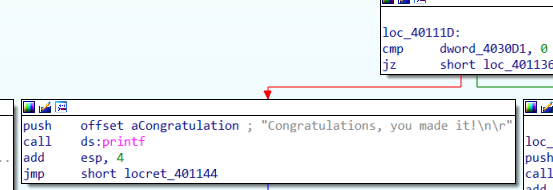 loc_40111D:
cmp dword_4030D1, 0
jz short loc_401136
push offset aCongratulation ; "Congratulations, you made it!\n\r"
call ds:printf
add esp, 4
jmp short locret_401144
loc_
push
call
add